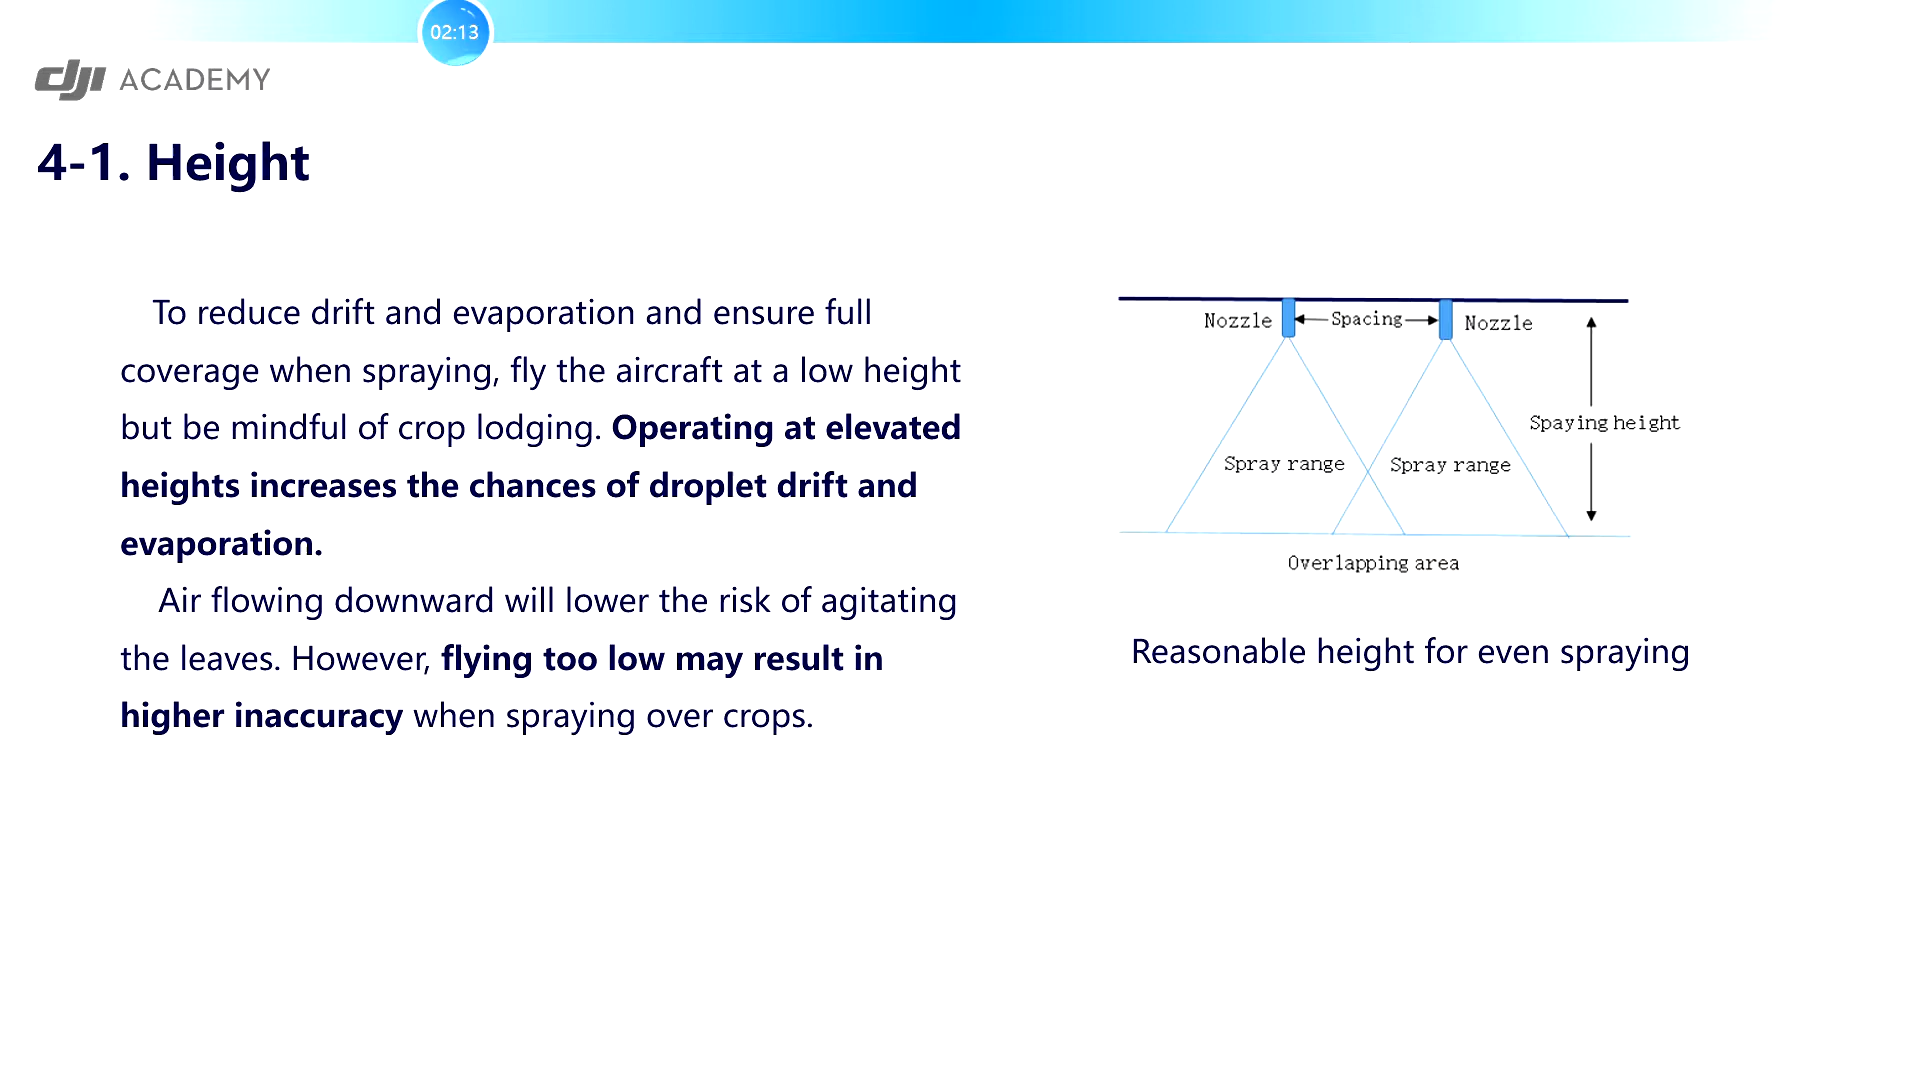 02:13
dji ACADEMY
4-1. Height
To reduce drift and evaporation and ensure full
coverage when spraying, fly the aircraft at a low height
but be mindful of crop lodging. Operating at elevated
heights increases the chances of droplet drift and
evaporation.
Air flowing downward will lower the risk of agitating
the leaves. However, flying too low may result in
higher inaccuracy when spraying over crops.
Nozzle Spacing Nozzle
Spaying height
Spray range Spray range
Overlapping area
Reasonable height for even spraying